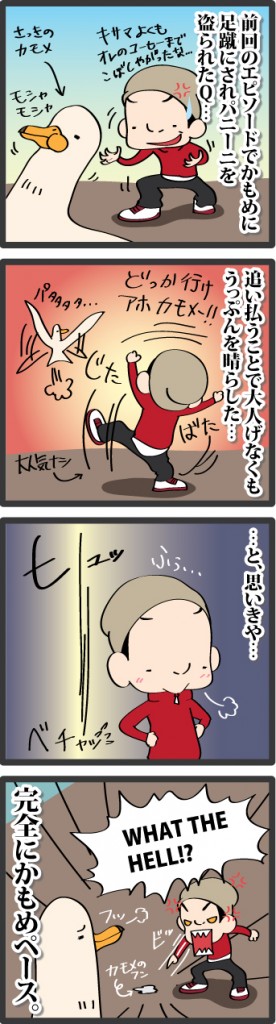 前回のエピソードでかもめに
足蹴にされパニーニを
盗られたQ…
キサマよくも
オレのコーヒーまで
こぼしやがったな…
さっきの
カモメ
モシャ
モシャ
追い払うことで大人げなくも
うっぷんを晴らした…
どっか行け
アホ カモメ〜!!
パタタタタ…
じた
ばた
大人気ナシ
…と、思いきや…
ふぅ…
ヒュッ
ベチャッ
WHAT THE
HELL!?
完全にかもめペース。
フッ
ビシ
カモメの
フン